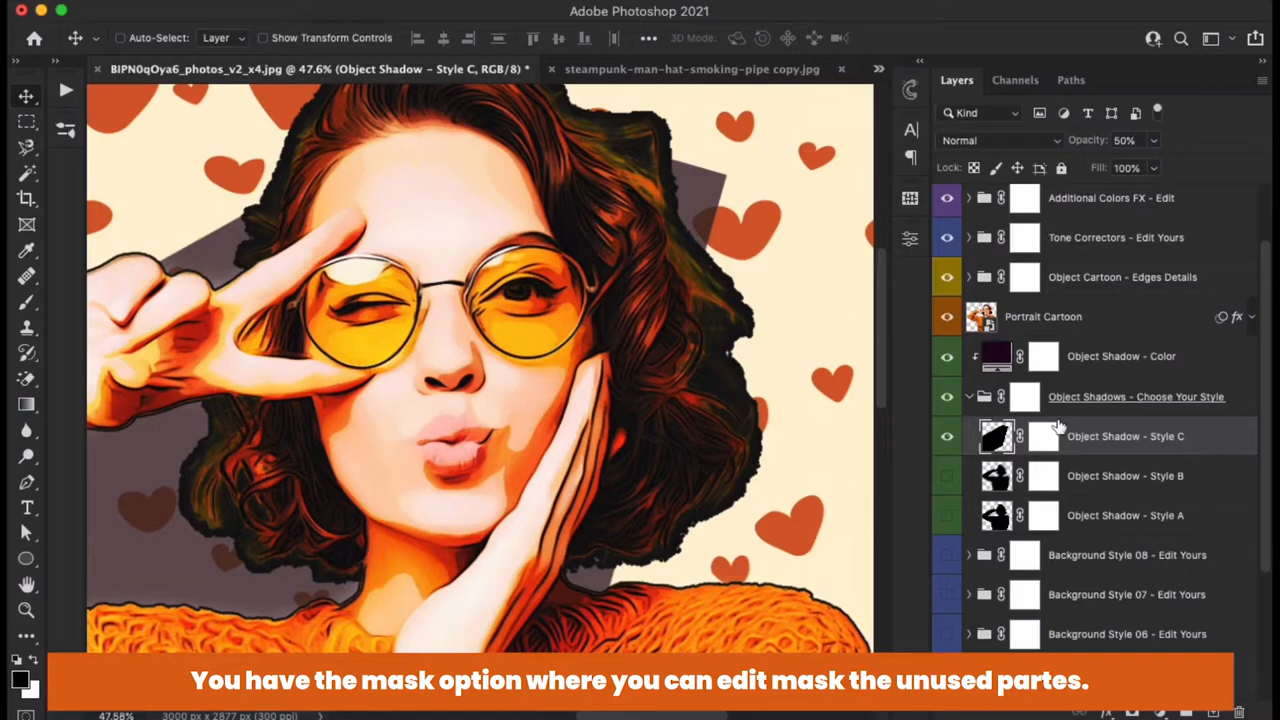 Adobe Photoshop 2021
Auto-Select: Layer Show Transform Controls 3D Mode:
BIPN0qOya6_photos_v2_x4.jpg @ 47.6% (Object Shadow - Style C, RGB/8) *
steampunk-man-hat-smoking-pipe copy.jpg
Layers Channels Paths
Kind
Normal Opacity: 50%
Lock: Fill: 100%
Additional Colors FX - Edit
Tone Correctors - Edit Yours
Object Cartoon - Edges Details
Portrait Cartoon fx
Object Shadow - Color
Object Shadows - Choose Your Style
Object Shadow - Style C
Object Shadow - Style B
Object Shadow - Style A
Background Style 08 - Edit Yours
Background Style 07 - Edit Yours
Background Style 06 - Edit Yours
You have the mask option where you can edit mask the unused partes.
47.58% 3000 px x 2877 px (300 ppi)